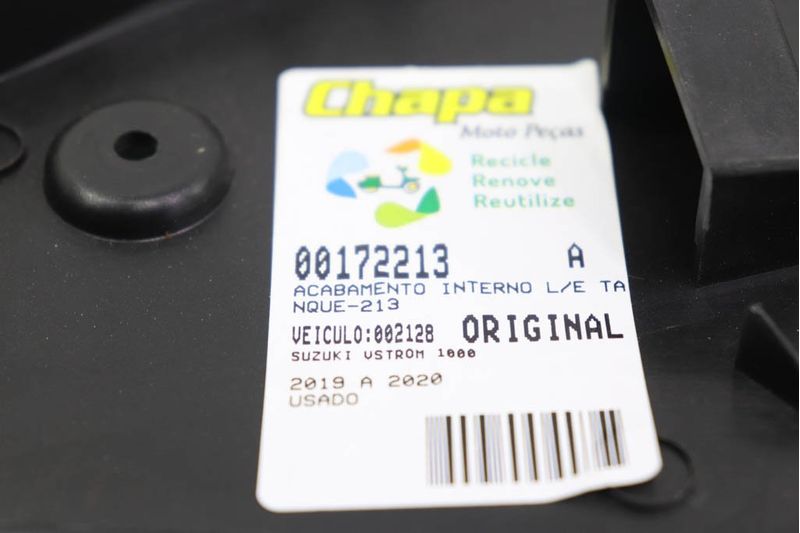 Chapa
Moto Peças
Recicle
Renove
Reutilize
00172213 A
ACABAMENTO INTERNO L/E TA
NQUE-213
VEICULO:002128 ORIGINAL
SUZUKI VSTROM 1000
2019 A 2020
USADO